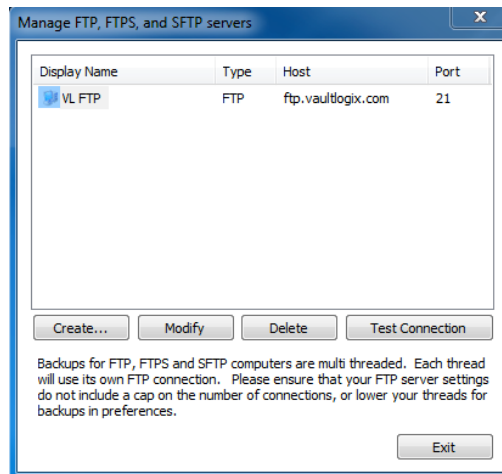 Manage FTP, FTPS, and SFTP servers
x
Display Name Type Host Port
VL FTP FTP ftp.vaultlogix.com 21
Create... Modify Delete Test Connection
Backups for FTP, FTPS and SFTP computers are multi threaded. Each thread
will use its own FTP connection. Please ensure that your FTP server settings
do not include a cap on the number of connections, or lower your threads for
backups in preferences.
Exit